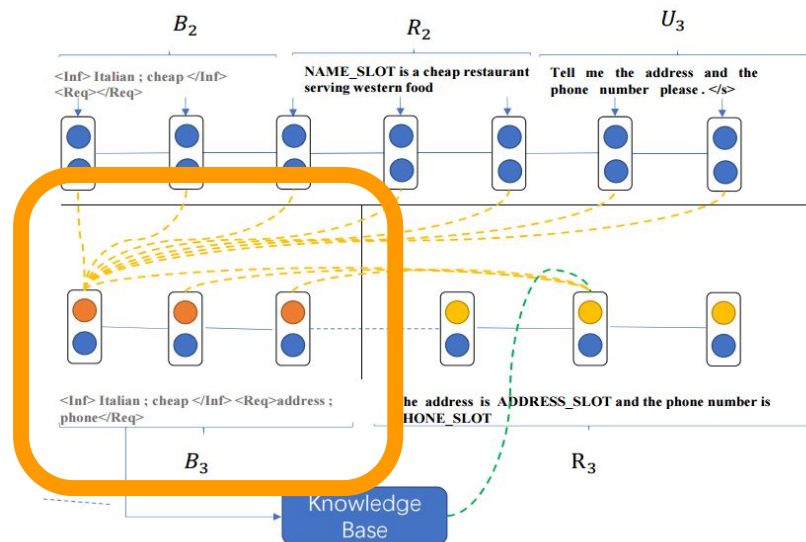 B₂
R₂
U₃
<Inf> Italian ; cheap </Inf>
<Req></Req>
NAME_SLOT is a cheap restaurant
serving western food
Tell me the address and the
phone number please . </s>
<Inf> Italian ; cheap </Inf> <Req>address ;
phone</Req>
he address is ADDRESS_SLOT and the phone number is
HONE_SLOT
B₃
R₃
Knowledge
Base